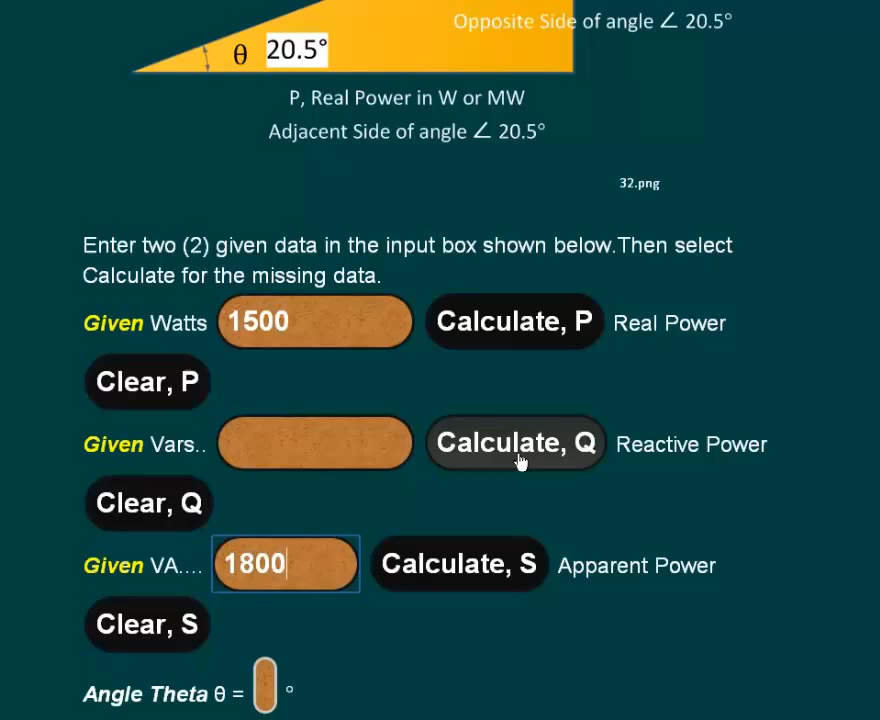 Opposite Side of angle ∠ 20.5°
θ 20.5°
P, Real Power in W or MW
Adjacent Side of angle ∠ 20.5°
32.png
Enter two (2) given data in the input box shown below.Then select
Calculate for the missing data.
Given Watts 1500 Calculate, P Real Power
Clear, P
Given Vars.. Calculate, Q Reactive Power
Clear, Q
Given VA.... 1800 Calculate, S Apparent Power
Clear, S
Angle Theta θ = °